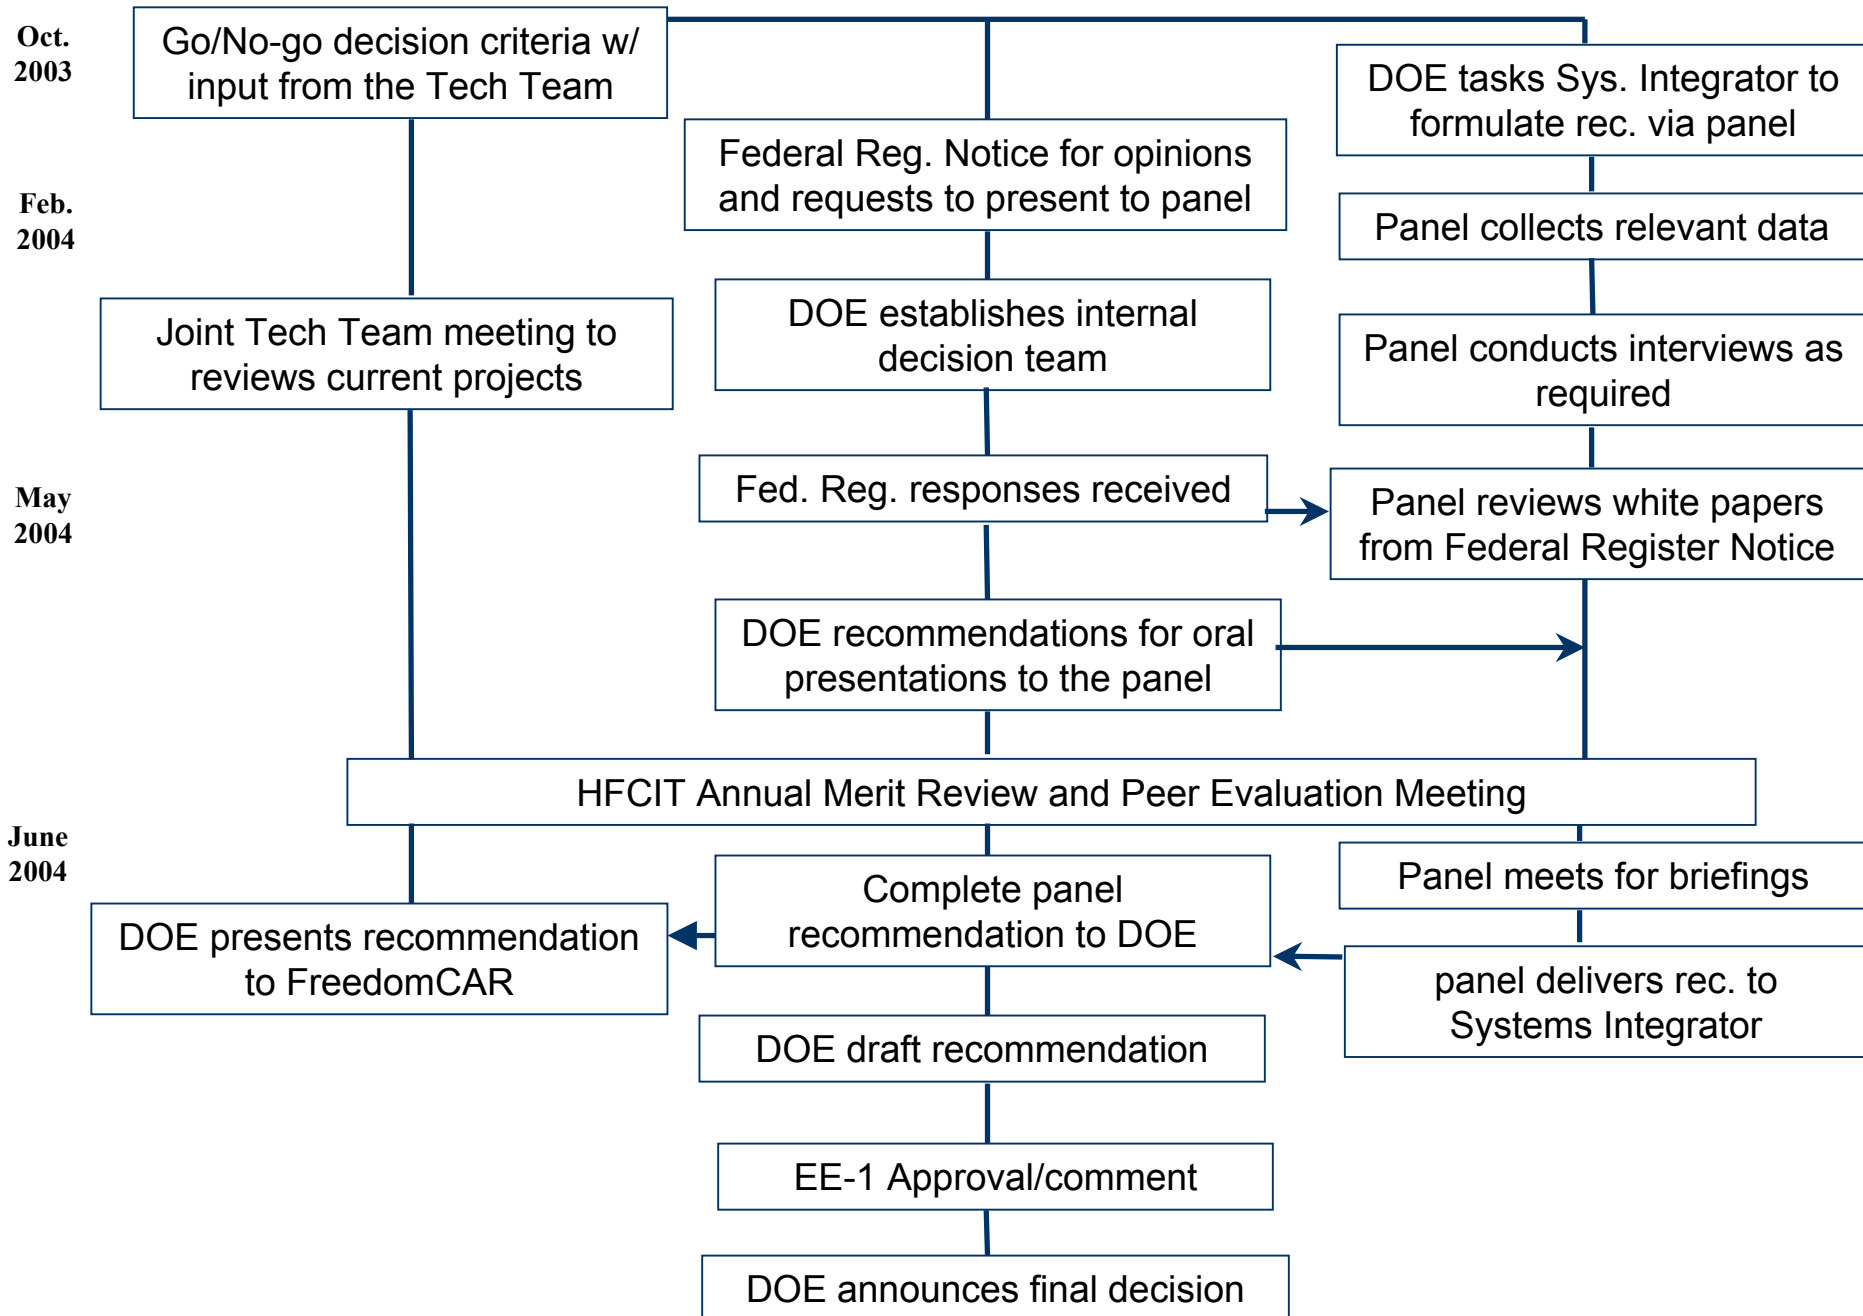 Oct.
2003
Go/No-go decision criteria w/
input from the Tech Team
DOE tasks Sys. Integrator to
formulate rec. via panel
Federal Reg. Notice for opinions
and requests to present to panel
Feb.
2004
Panel collects relevant data
Joint Tech Team meeting to
reviews current projects
DOE establishes internal
decision team
Panel conducts interviews as
required
May
2004
Fed. Reg. responses received
Panel reviews white papers
from Federal Register Notice
DOE recommendations for oral
presentations to the panel
HFCIT Annual Merit Review and Peer Evaluation Meeting
June
2004
Complete panel
recommendation to DOE
Panel meets for briefings
DOE presents recommendation
to FreedomCAR
panel delivers rec. to
Systems Integrator
DOE draft recommendation
EE-1 Approval/comment
DOE announces final decision